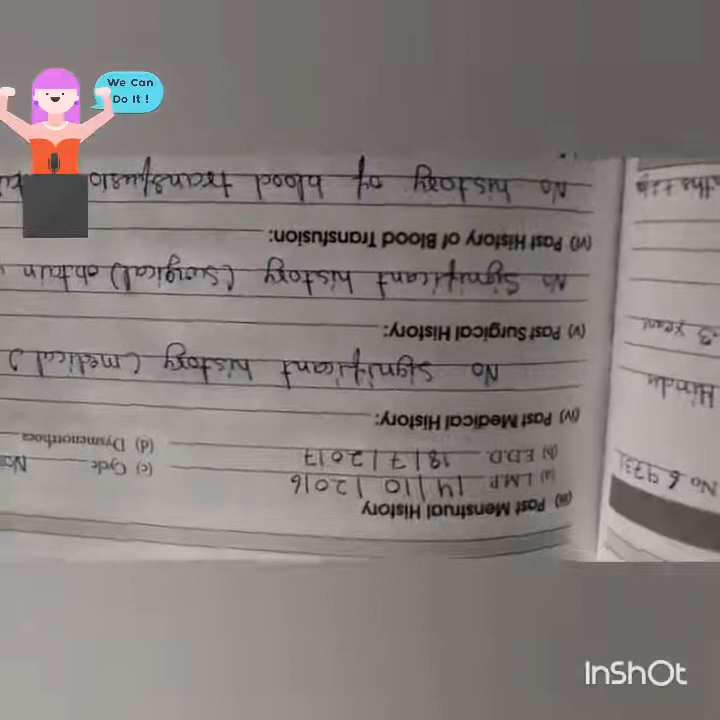 We Can
Do It !
(iii) Past Menstrual History
(a) L.M.P. 14/10/2016 (c) Cycle
(b) E.D.D. 18/7/2017 (d) Dysmenorrhoea
(iv) Past Medical History:
No significant history (medical)
(v) Past Surgical History:
No significant history (surgical) obtain
(vi) Past History of Blood Transfusion:
No history of blood
No
Hindu
InShOt